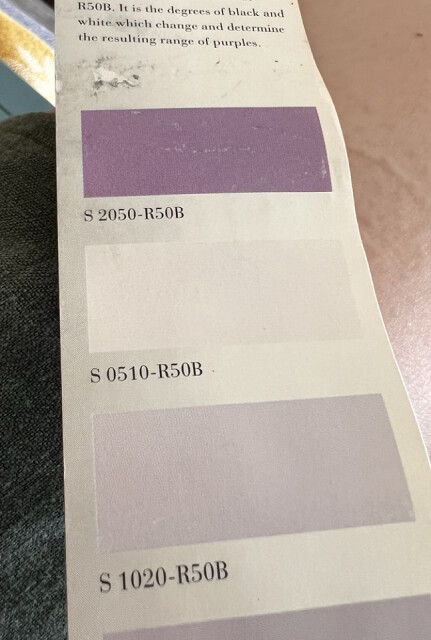 R50B. It is the degrees of black and
white which change and determine
the resulting range of purples.
S 2050-R50B
S 0510-R50B
S 1020-R50B